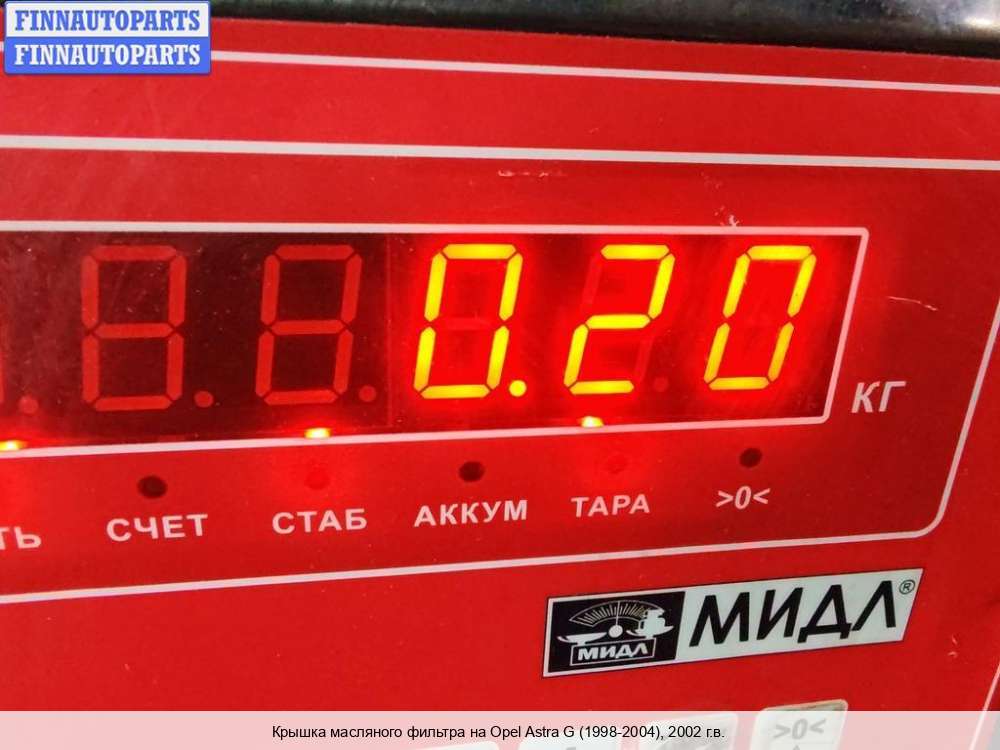 FINNAUTOPARTS
FINNAUTOPARTS
0.20
КГ
СЧЕТ СТАБ АККУМ ТАРА >0<
МИДЛ
МИДЛ®
>0<
Крышка масляного фильтра на Opel Astra G (1998-2004), 2002 г.в.